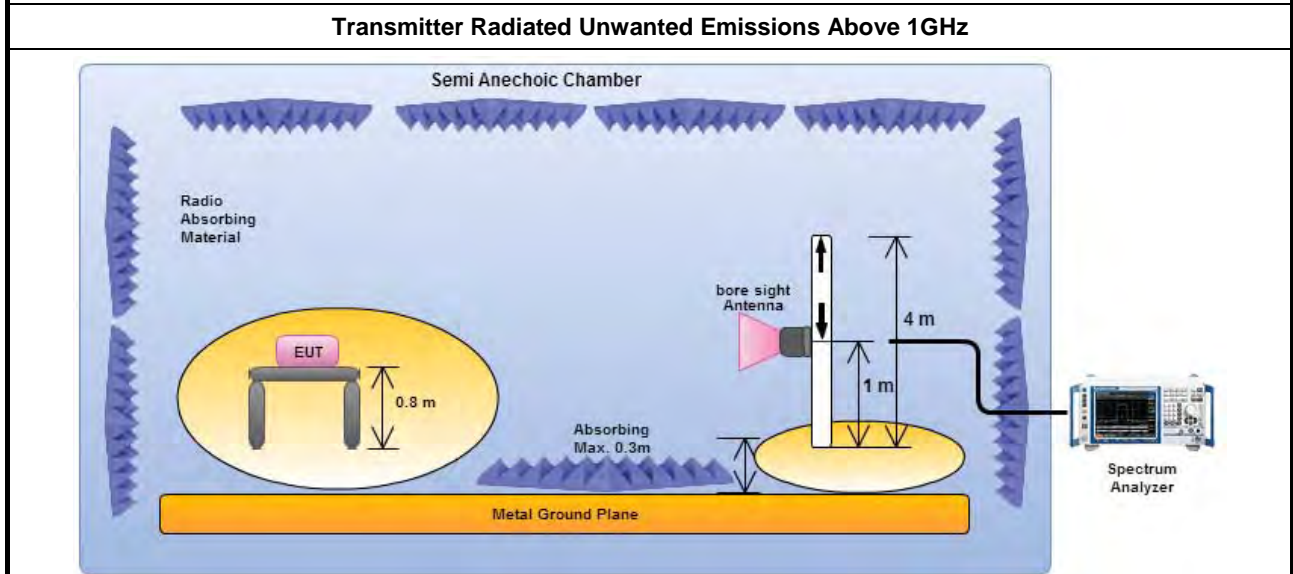 Transmitter Radiated Unwanted Emissions Above 1GHz
Semi Anechoic Chamber
Radio
Absorbing
Material
bore sight
Antenna
4 m
EUT
1 m
0.8 m
Absorbing
Max. 0.3m
Spectrum
Analyzer
Metal Ground Plane